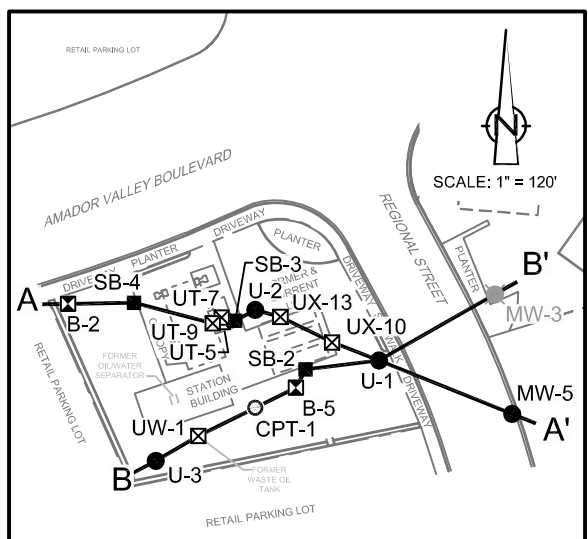 RETAIL PARKING LOT
N
SCALE: 1" = 120'
AMADOR VALLEY BOULEVARD
REGIONAL STREET
DRIVEWAY
PLANTER
PLANTER
DRIVEWAY
PLANTER
B'
MW-3
SB-4
SB-3
U-2
A
B-2
UT-7
UX-13
UT-9
UT-5
UX-10
CANOPY
SB-2
U-1
DRIVEWAY
FORMER
OIL/WATER
SEPARATOR
STATION
BUILDING
B-5
MW-5
A'
RETAIL PARKING LOT
UW-1
CPT-1
DRIVEWAY
B
U-3
FORMER
WASTE OIL
TANK
RETAIL PARKING LOT